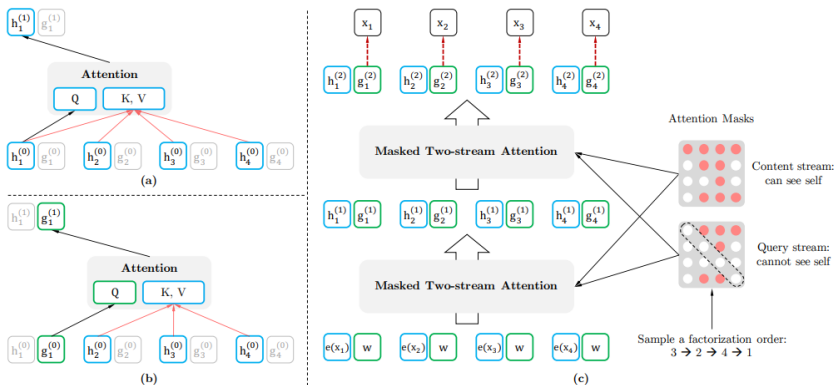 h₁⁽¹⁾ g₁⁽¹⁾
Attention
Q K, V
h₁⁽⁰⁾ g₁⁽⁰⁾ h₂⁽⁰⁾ g₂⁽⁰⁾ h₃⁽⁰⁾ g₃⁽⁰⁾ h₄⁽⁰⁾ g₄⁽⁰⁾
(a)
h₁⁽¹⁾ g₁⁽¹⁾
Attention
Q K, V
h₁⁽⁰⁾ g₁⁽⁰⁾ h₂⁽⁰⁾ g₂⁽⁰⁾ h₃⁽⁰⁾ g₃⁽⁰⁾ h₄⁽⁰⁾ g₄⁽⁰⁾
(b)
x₁ x₂ x₃ x₄
h₁⁽²⁾ g₁⁽²⁾ h₂⁽²⁾ g₂⁽²⁾ h₃⁽²⁾ g₃⁽²⁾ h₄⁽²⁾ g₄⁽²⁾
Masked Two-stream Attention
h₁⁽¹⁾ g₁⁽¹⁾ h₂⁽¹⁾ g₂⁽¹⁾ h₃⁽¹⁾ g₃⁽¹⁾ h₄⁽¹⁾ g₄⁽¹⁾
Masked Two-stream Attention
e(x₁) w e(x₂) w e(x₃) w e(x₄) w
(c)
Attention Masks
Content stream:
can see self
Query stream:
cannot see self
Sample a factorization order:
3 → 2 → 4 → 1